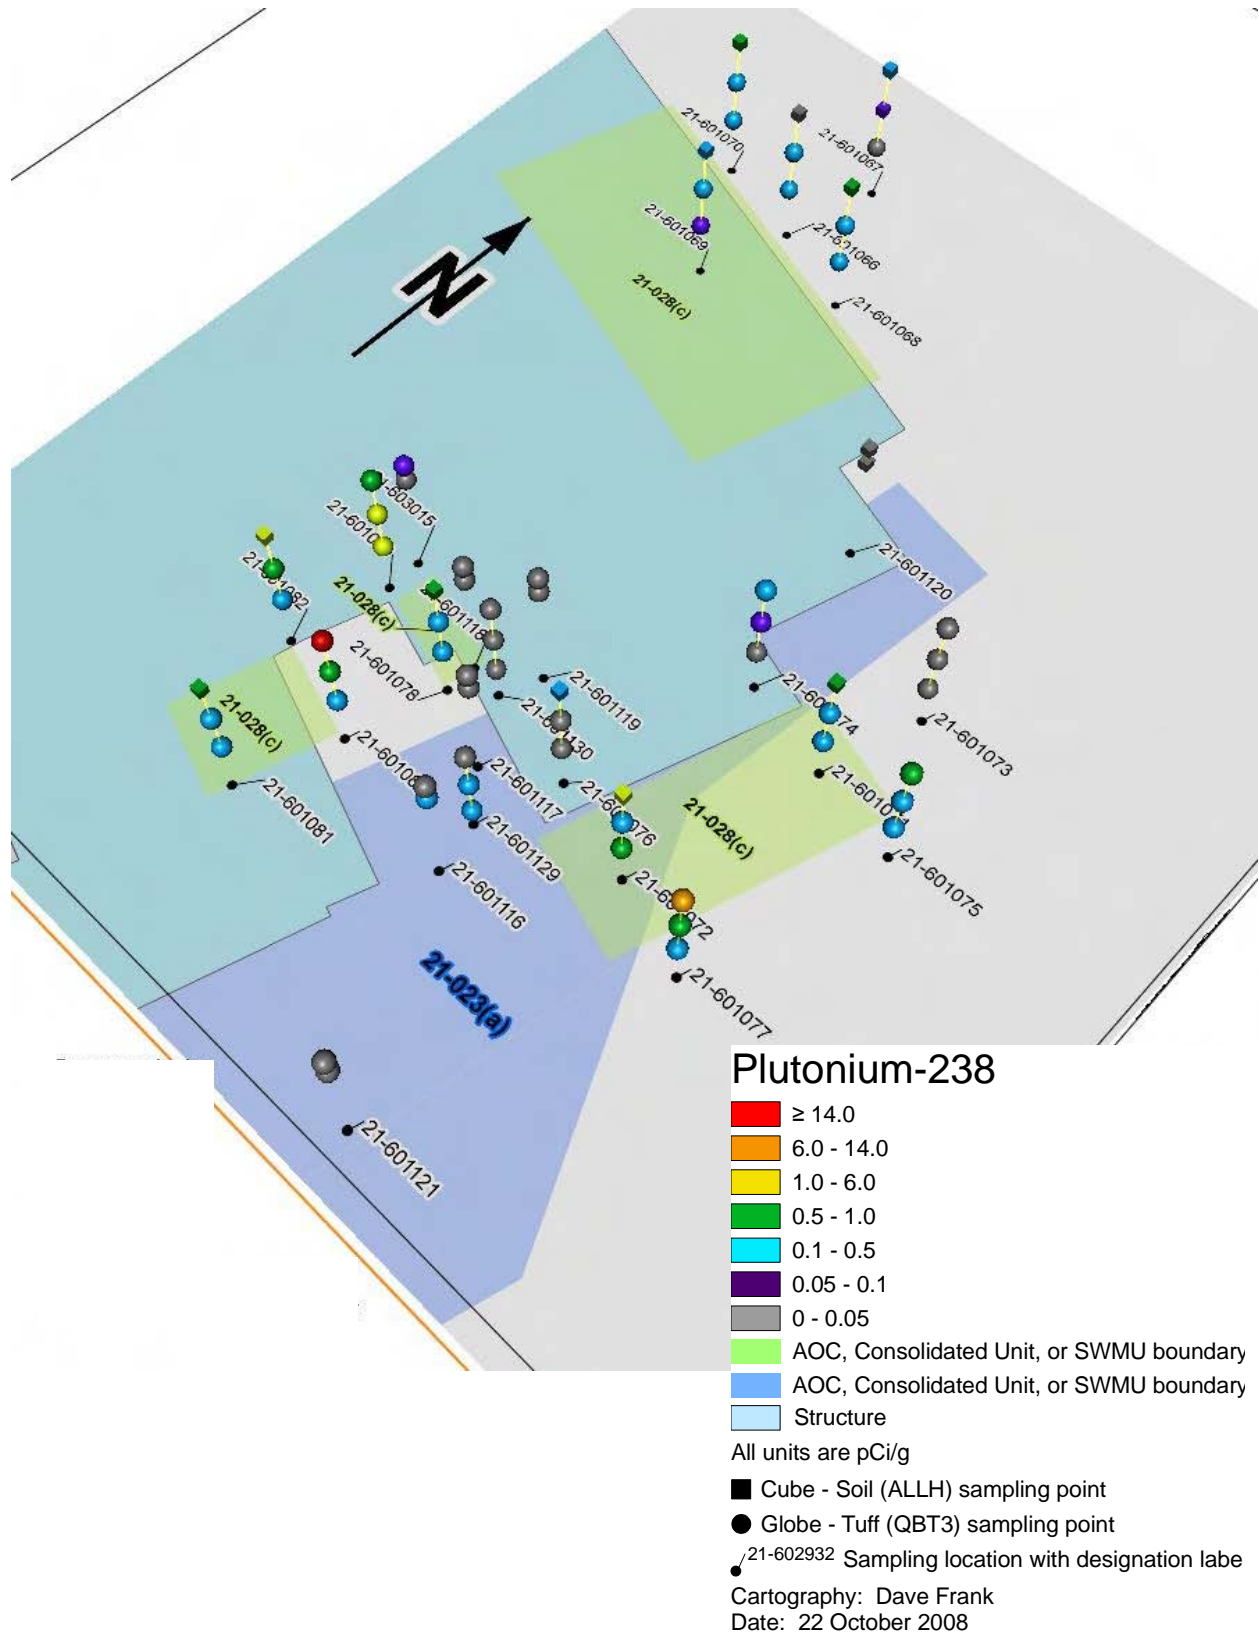 21-601070
21-601067
21-601069
21-601066
21-028(c)
21-601068
N
21-603015
21-601120
21-028(c)
21-601118
21-601078
21-601119
21-028(c)
21-601073
21-601117
21-601081
21-028(c)
21-601129
21-601075
21-601116
21-023(a)
21-601077
21-601121
Plutonium-238
≥ 14.0
6.0 - 14.0
1.0 - 6.0
0.5 - 1.0
0.1 - 0.5
0.05 - 0.1
0 - 0.05
AOC, Consolidated Unit, or SWMU boundary
AOC, Consolidated Unit, or SWMU boundary
Structure
All units are pCi/g
Cube - Soil (ALLH) sampling point
Globe - Tuff (QBT3) sampling point
21-602932 Sampling location with designation labe
Cartography: Dave Frank
Date: 22 October 2008